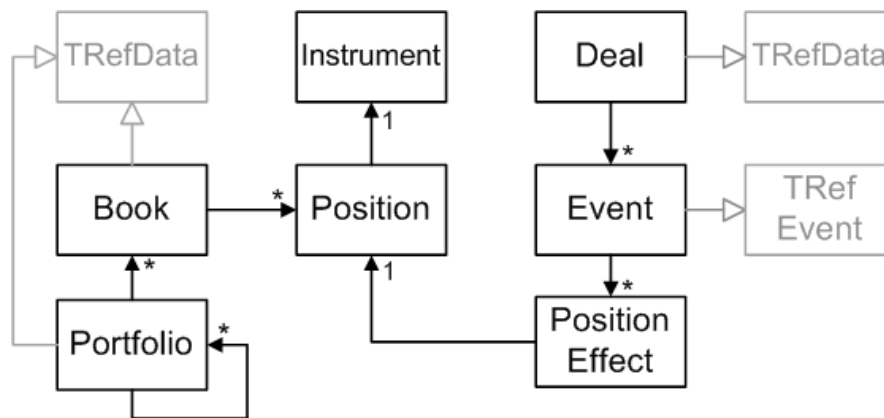 TRefData
Instrument
Deal
TRefData
1
*
Book
*
Position
Event
TRef
Event
*
1
*
Portfolio
*
Position
Effect